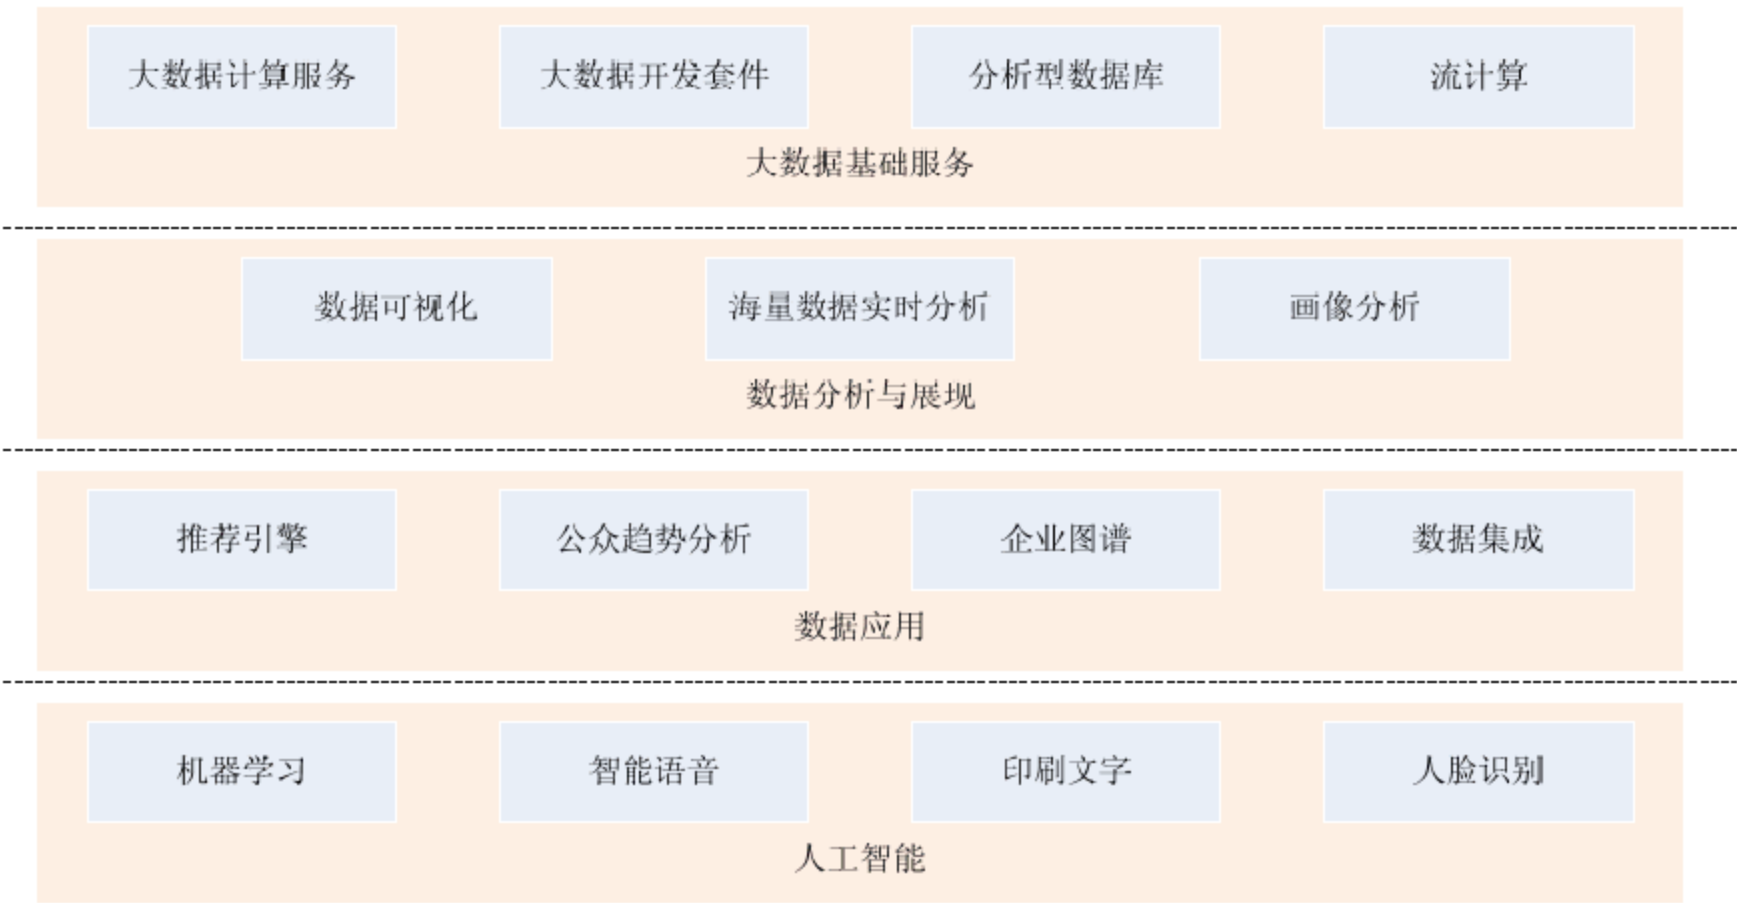 大数据计算服务 大数据开发套件 分析型数据库 流计算
大数据基础服务
数据可视化 海量数据实时分析 画像分析
数据分析与展现
推荐引擎 公众趋势分析 企业图谱 数据集成
数据应用
机器学习 智能语音 印刷文字 人脸识别
人工智能